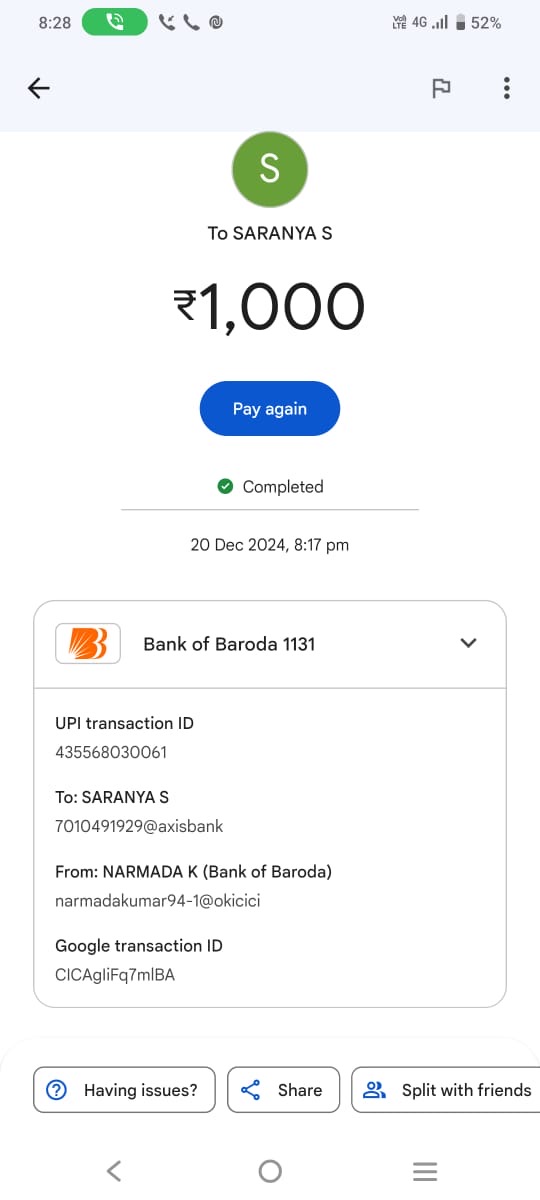 8:28
VoD LTE 4G 52%
S
To SARANYA S
₹1,000
Pay again
Completed
20 Dec 2024, 8:17 pm
Bank of Baroda 1131
UPI transaction ID
435568030061
To: SARANYA S
7010491929@axisbank
From: NARMADA K (Bank of Baroda)
narmadakumar94-1@okicici
Google transaction ID
CICAgIiFq7mlBA
Having issues?
Share
Split with friends